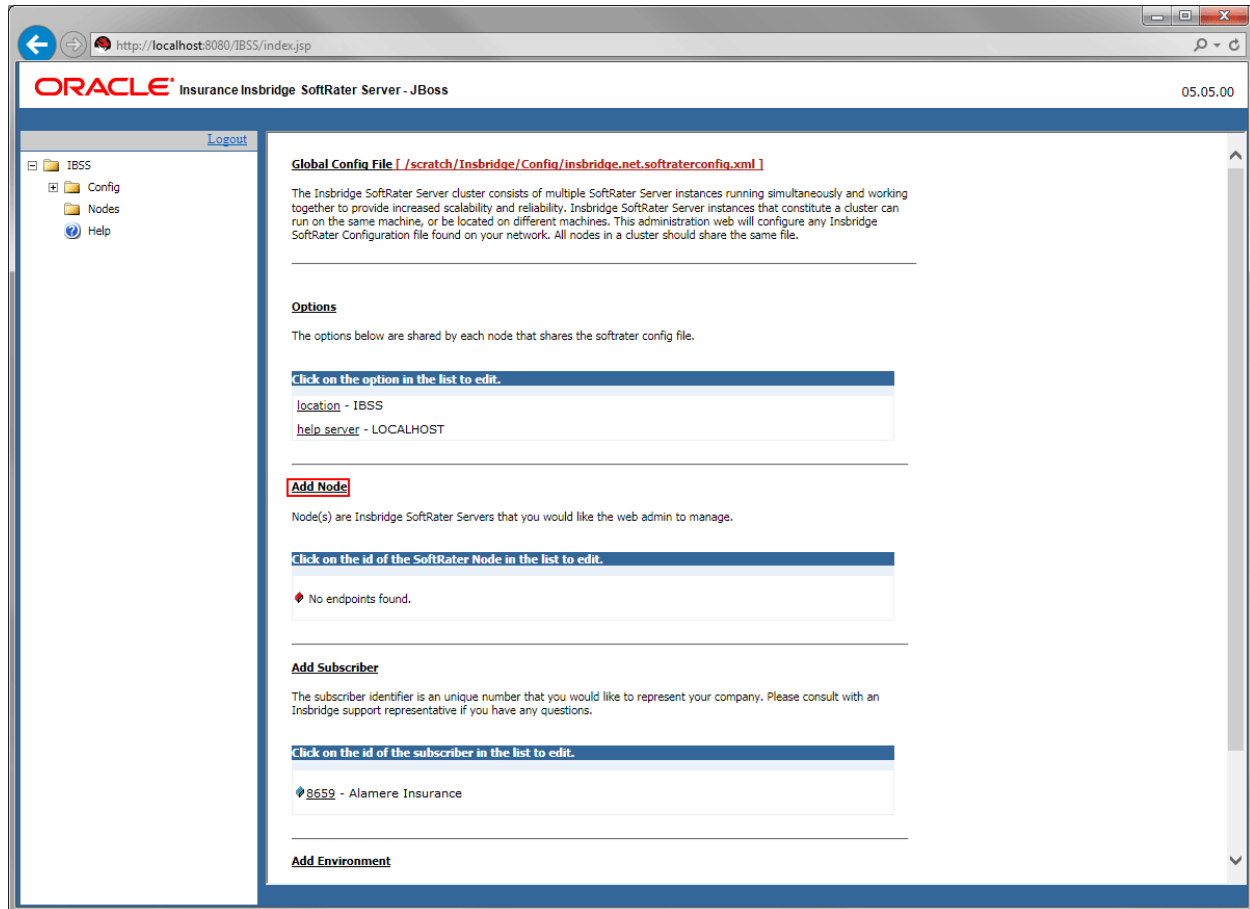 http://localhost:8080/IBSS/index.jsp
ORACLE® Insurance Insbridge SoftRater Server - JBoss
05.05.00
Logout
IBSS
Config
Nodes
Help
Global Config File [ /scratch/Insbridge/Config/insbridge.net.softraterconfig.xml ]
The Insbridge SoftRater Server cluster consists of multiple SoftRater Server instances running simultaneously and working
together to provide increased scalability and reliability. Insbridge SoftRater Server instances that constitute a cluster can
run on the same machine, or be located on different machines. This administration web will configure any Insbridge
SoftRater Configuration file found on your network. All nodes in a cluster should share the same file.
Options
The options below are shared by each node that shares the softrater config file.
Click on the option in the list to edit.
location - IBSS
help server - LOCALHOST
Add Node
Node(s) are Insbridge SoftRater Servers that you would like the web admin to manage.
Click on the id of the SoftRater Node in the list to edit.
No endpoints found.
Add Subscriber
The subscriber identifier is an unique number that you would like to represent your company. Please consult with an
Insbridge support representative if you have any questions.
Click on the id of the subscriber in the list to edit.
8659 - Alamere Insurance
Add Environment